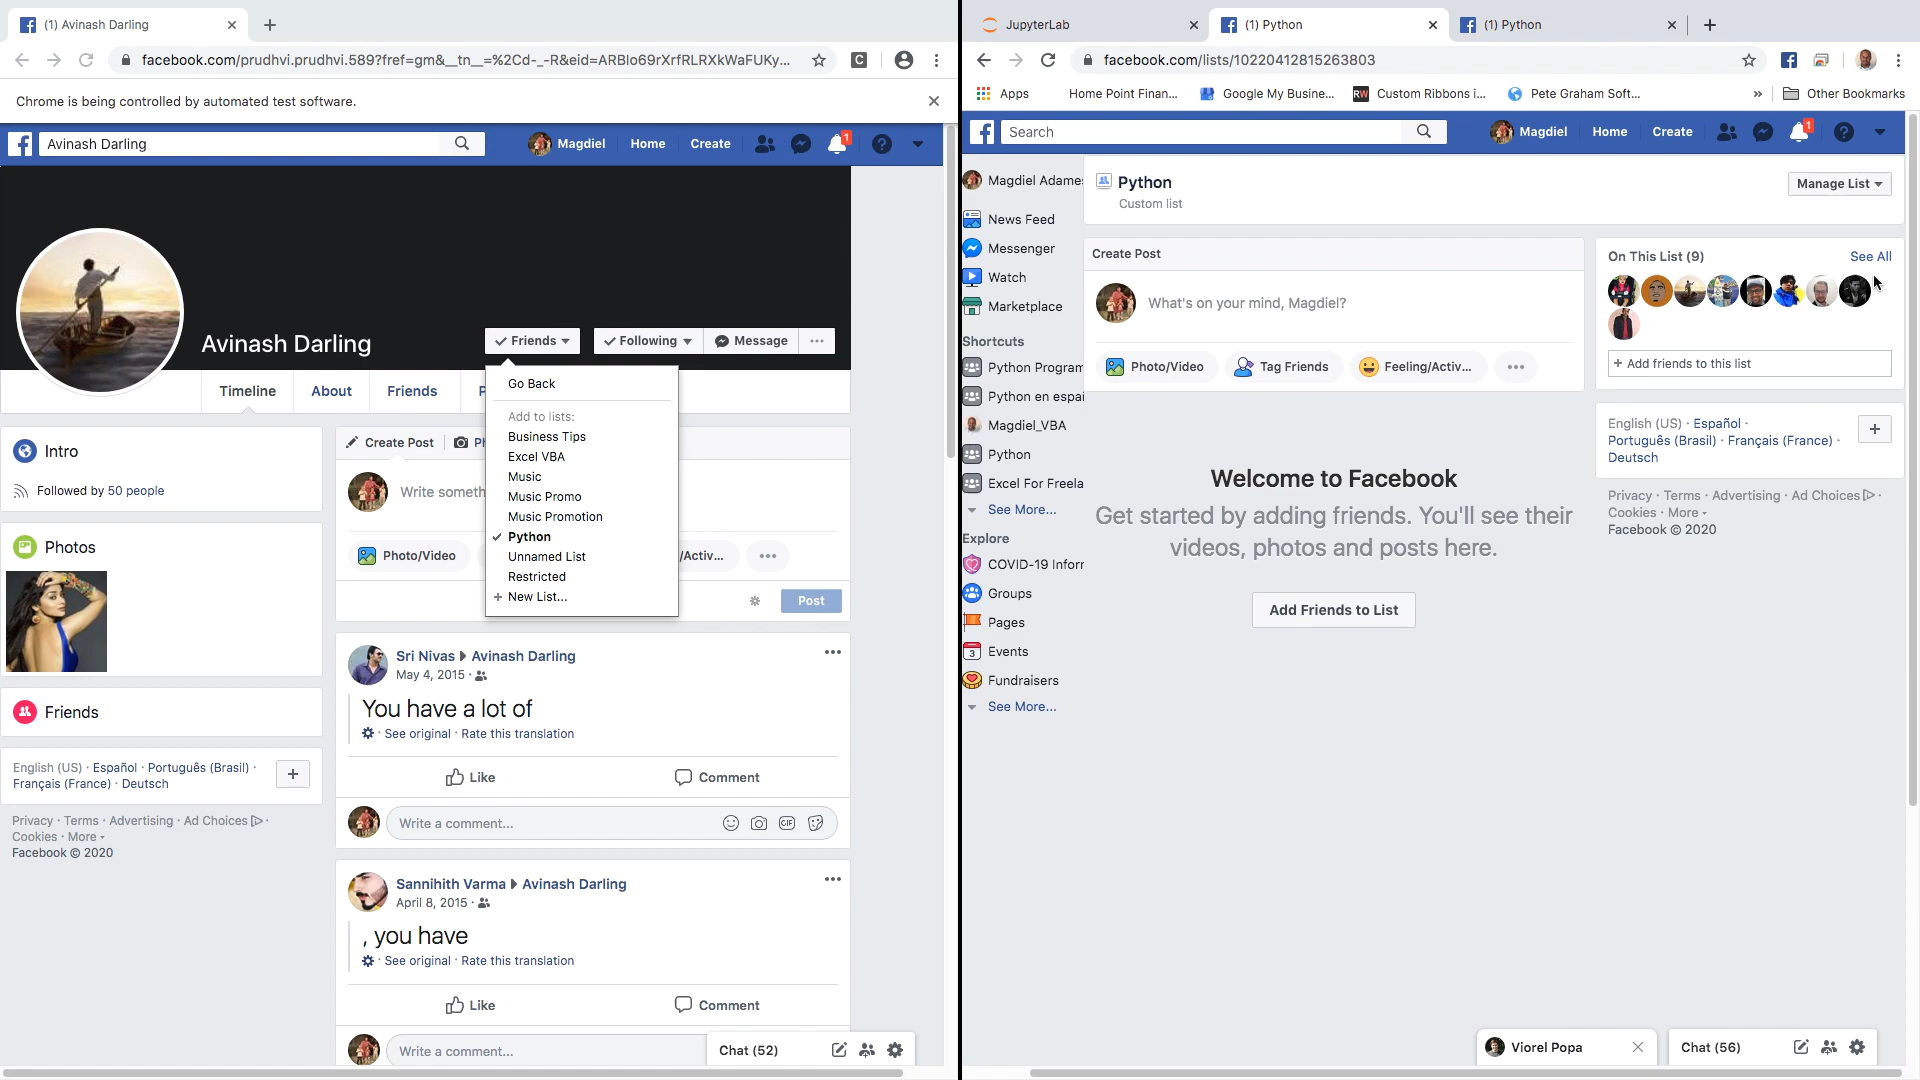 (1) Avinash Darling
facebook.com/prudhvi.prudhvi.589?fref=gm&__tn__=%2Cd-_-R&eid=ARBIo69rXrfRLRXkWaFUKy...
Chrome is being controlled by automated test software.
Avinash Darling
Magdiel
Home
Create
1
Avinash Darling
Friends
Following
Message
Timeline
About
Friends
P
Go Back
Add to lists:
Business Tips
Excel VBA
Music
Music Promo
Music Promotion
Python
Unnamed List
Restricted
+ New List...
Intro
Followed by 50 people
Photos
Friends
English (US) · Español · Português (Brasil) ·
Français (France) · Deutsch
Privacy · Terms · Advertising · Ad Choices ·
Cookies · More
Facebook © 2020
Create Post
Ph
Write someth
Photo/Video
/Activ...
Post
Sri Nivas ▸ Avinash Darling
May 4, 2015 ·
You have a lot of
· See original · Rate this translation
Like
Comment
Write a comment...
GIF
Sannihith Varma ▸ Avinash Darling
April 8, 2015 ·
, you have
· See original · Rate this translation
Like
Comment
Write a comment...
Chat (52)
JupyterLab
(1) Python
(1) Python
facebook.com/lists/10220412815263803
Apps
Home Point Finan...
Google My Busine...
RW
Custom Ribbons i...
Pete Graham Soft...
»
Other Bookmarks
Search
Magdiel
Home
Create
1
Magdiel Adames
News Feed
Messenger
Watch
Marketplace
Shortcuts
Python Program
Python en espai
Magdiel_VBA
Python
Excel For Freela
See More...
Explore
COVID-19 Inforr
Groups
Pages
3
Events
Fundraisers
See More...
Python
Custom list
Manage List
Create Post
What's on your mind, Magdiel?
Photo/Video
Tag Friends
Feeling/Activ...
Welcome to Facebook
Get started by adding friends. You'll see their
videos, photos and posts here.
Add Friends to List
On This List (9)
See All
+ Add friends to this list
English (US) · Español ·
Português (Brasil) · Français (France) ·
Deutsch
Privacy · Terms · Advertising · Ad Choices ·
Cookies · More
Facebook © 2020
Viorel Popa
Chat (56)